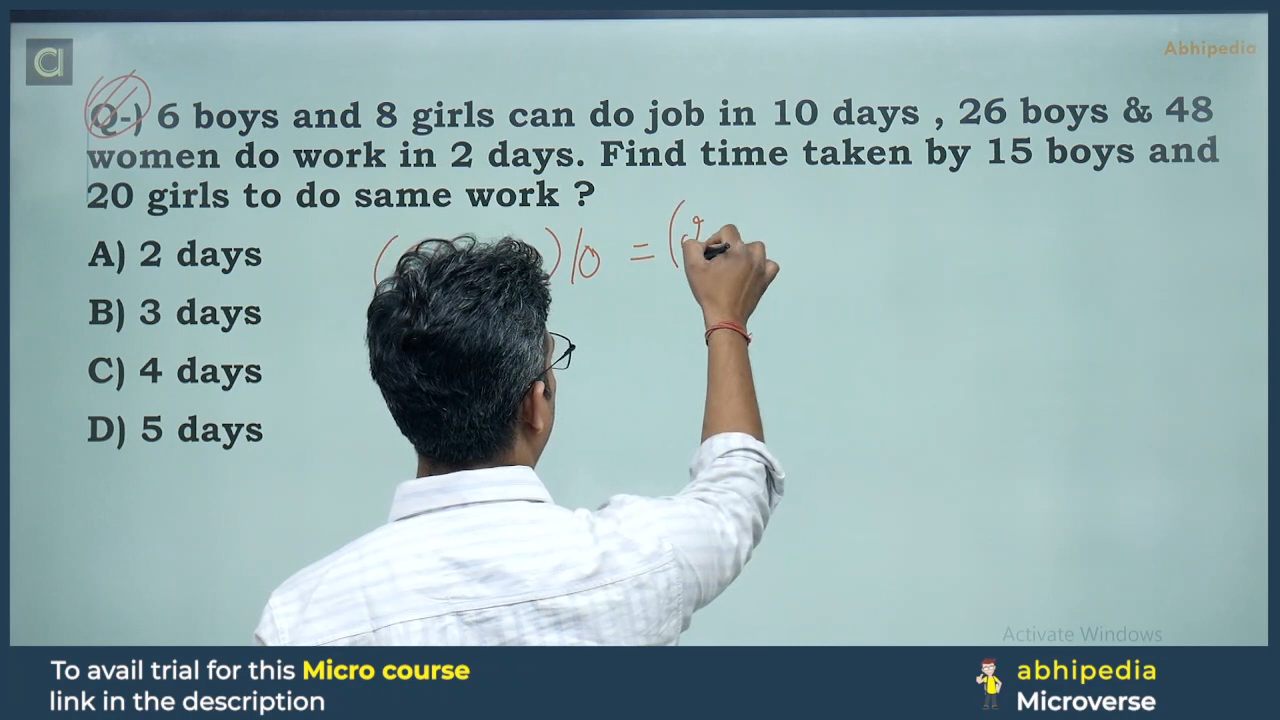 Abhipedia
Q-) 6 boys and 8 girls can do job in 10 days , 26 boys & 48
women do work in 2 days. Find time taken by 15 boys and
20 girls to do same work ?
A) 2 days
B) 3 days
C) 4 days
D) 5 days
) 10 = (
Activate Windows
To avail trial for this Micro course
link in the description
abhipedia
Microverse